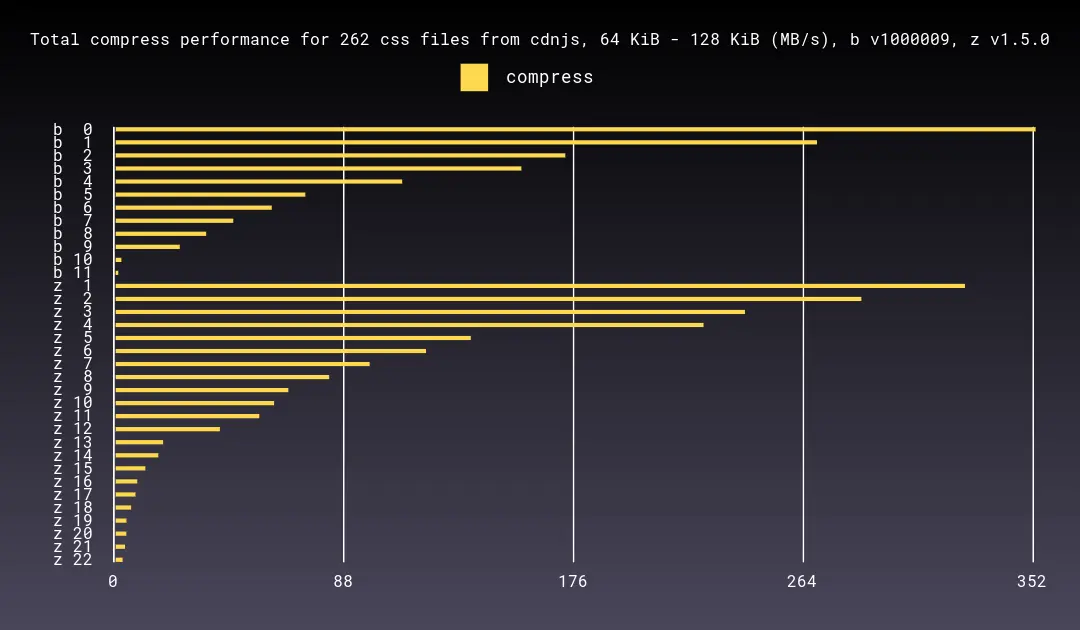 Total compress performance for 262 css files from cdnjs, 64 KiB - 128 KiB (MB/s), b v1000009, z v1.5.0
compress
b 0
b 1
b 2
b 3
b 4
b 5
b 6
b 7
b 8
b 9
b 10
b 11
z 1
z 2
z 3
z 4
z 5
z 6
z 7
z 8
z 9
z 10
z 11
z 12
z 13
z 14
z 15
z 16
z 17
z 18
z 19
z 20
z 21
z 22
0 88 176 264 352